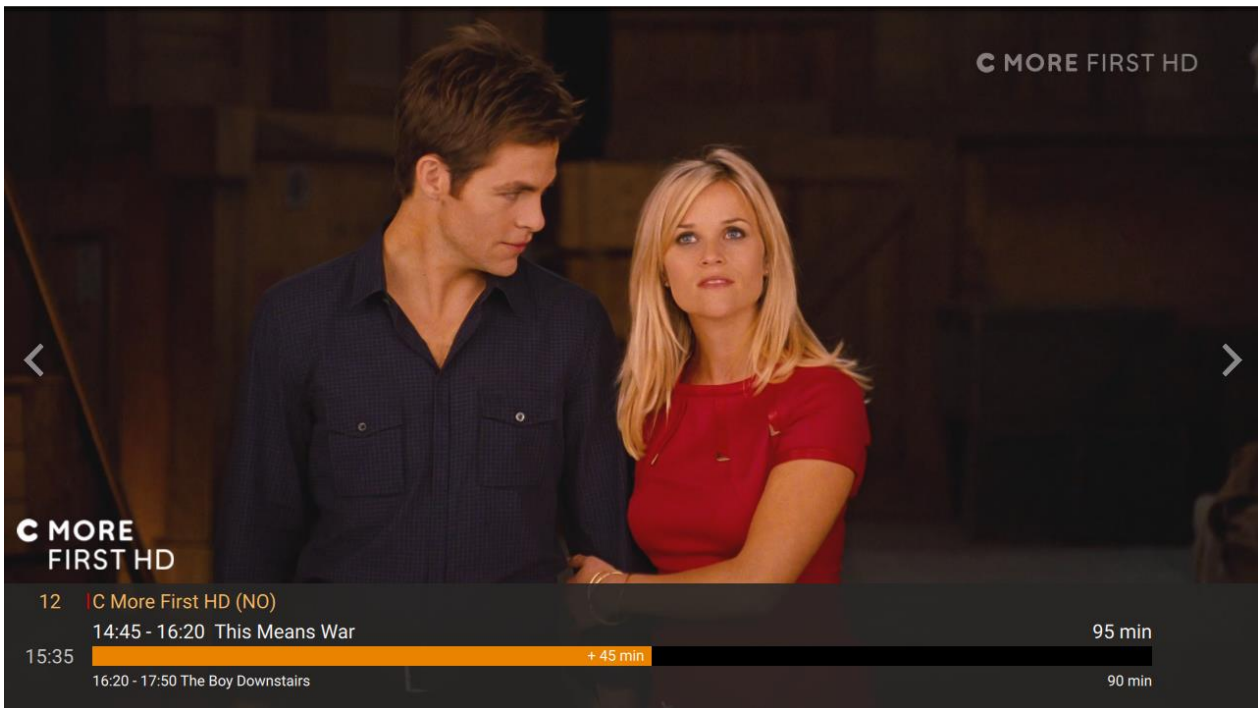 C MORE FIRST HD
C MORE
FIRST HD
12 C More First HD (NO)
14:45 - 16:20 This Means War 95 min
15:35 + 45 min
16:20 - 17:50 The Boy Downstairs 90 min